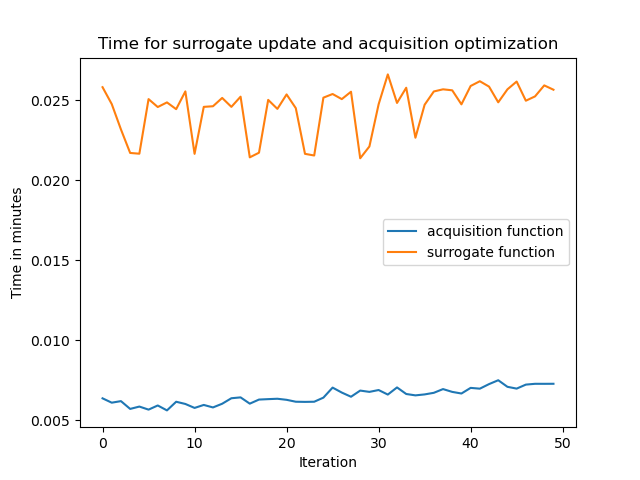 Time for surrogate update and acquisition optimization
Time in minutes
0.025
0.020
0.015
0.010
0.005
acquisition function
surrogate function
0 10 20 30 40 50
Iteration